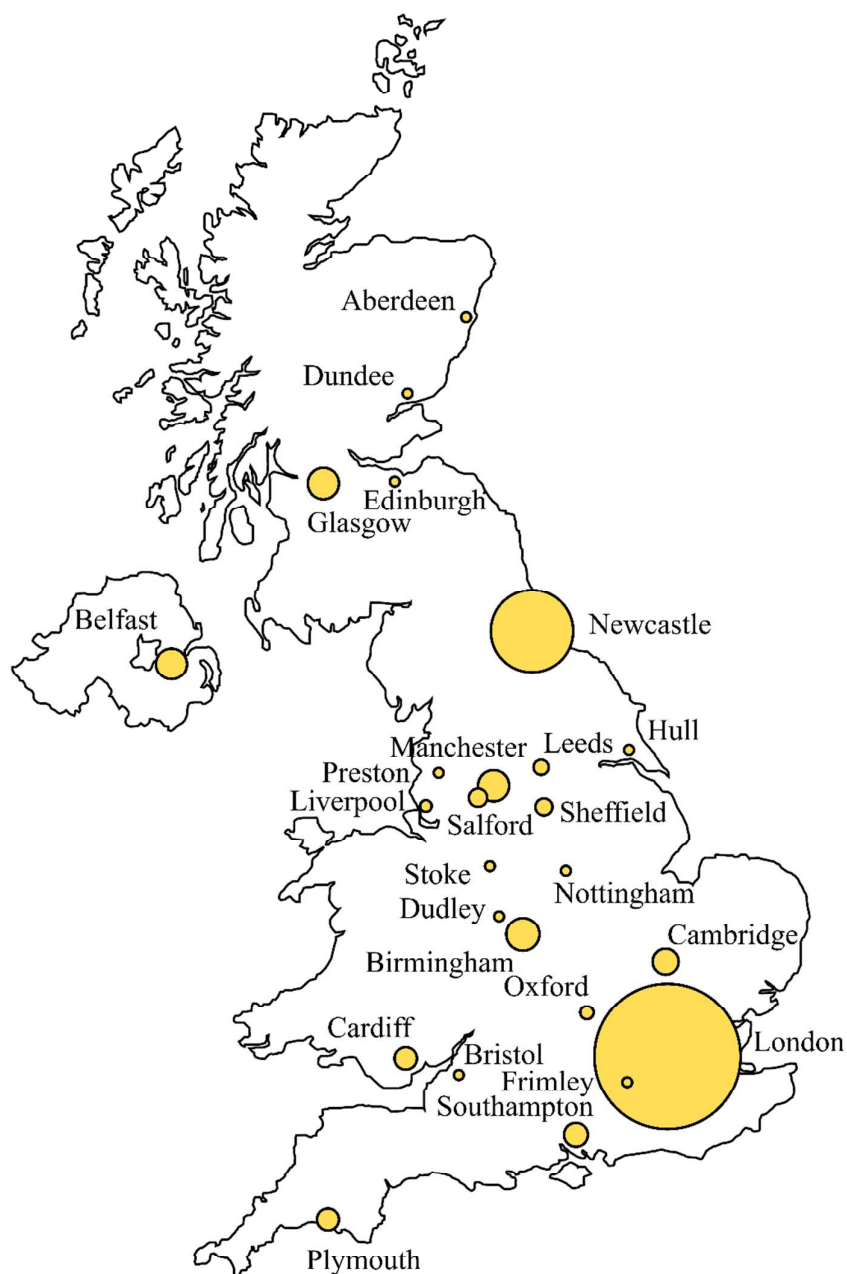 Aberdeen
Dundee
Edinburgh
Glasgow
Belfast
Newcastle
Hull
Manchester
Leeds
Preston
Liverpool
Salford
Sheffield
Stoke
Nottingham
Dudley
Cambridge
Birmingham
Oxford
Cardiff
London
Bristol
Frimley
Southampton
Plymouth